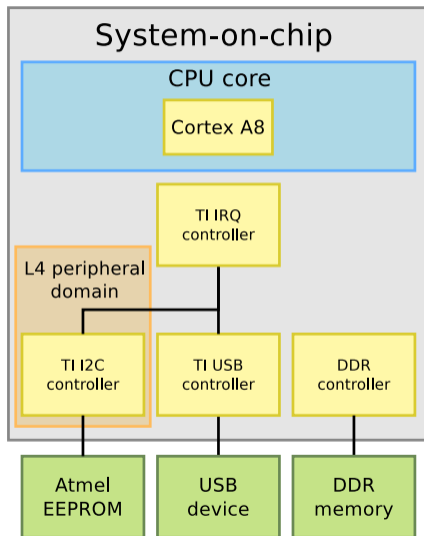 System-on-chip
CPU core
Cortex A8
TI IRQ
controller
L4 peripheral
domain
TI I2C
controller
TI USB
controller
DDR
controller
Atmel
EEPROM
USB
device
DDR
memory